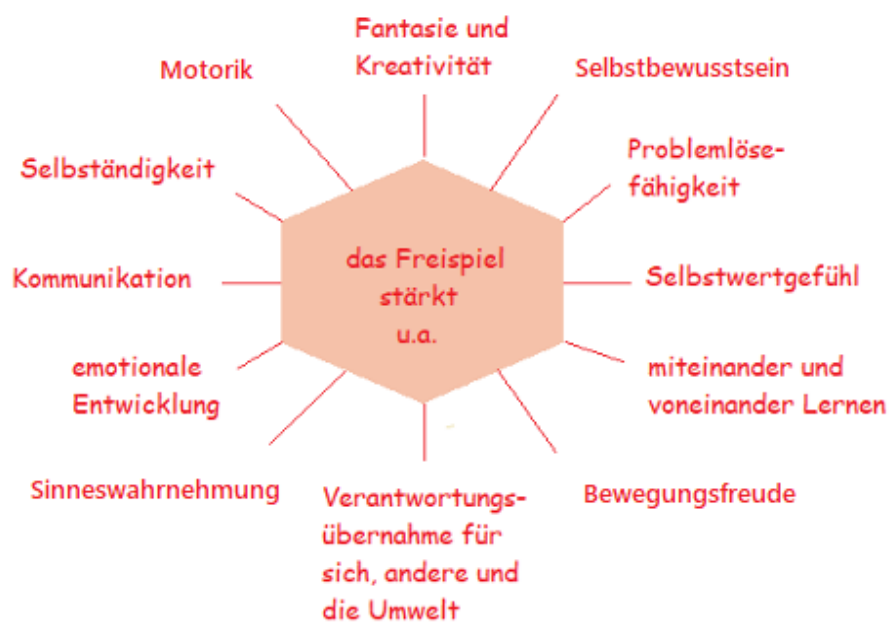 Fantasie und
Kreativität
Motorik
Selbstbewusstsein
Problemlöse-
fähigkeit
Selbständigkeit
das Freispiel
stärkt
u.a.
Kommunikation
Selbstwertgefühl
emotionale
Entwicklung
miteinander und
voneinander Lernen
Sinneswahrnehmung
Verantwortungs-
übernahme für
sich, andere und
die Umwelt
Bewegungsfreude